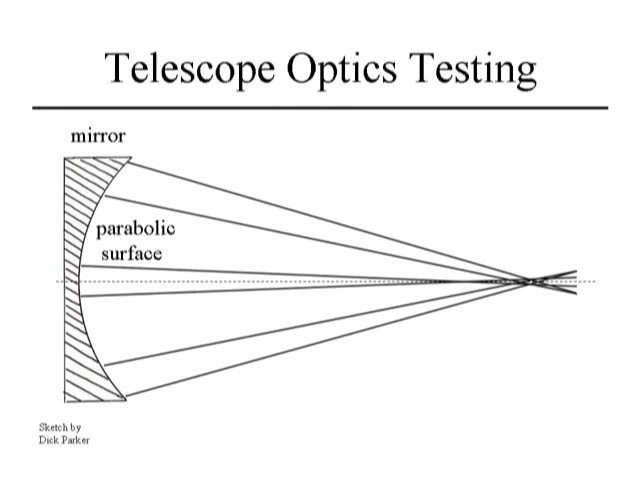 Telescope Optics Testing
mirror
parabolic
surface
Sketch by
Dick Parker